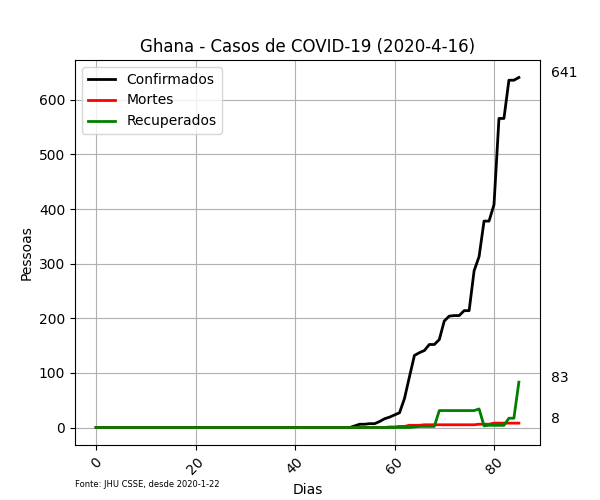 Ghana - Casos de COVID-19 (2020-4-16)
Confirmados
Mortes
Recuperados
641
83
8
Pessoas
600
500
400
300
200
100
0
0
20
40
60
80
Dias
Fonte: JHU CSSE, desde 2020-1-22